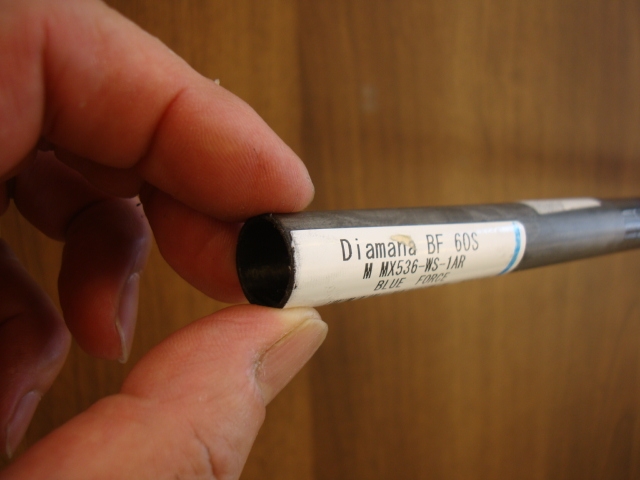 Diamana BF 60S
M MX536-WS-1AR
BLUE FORCE